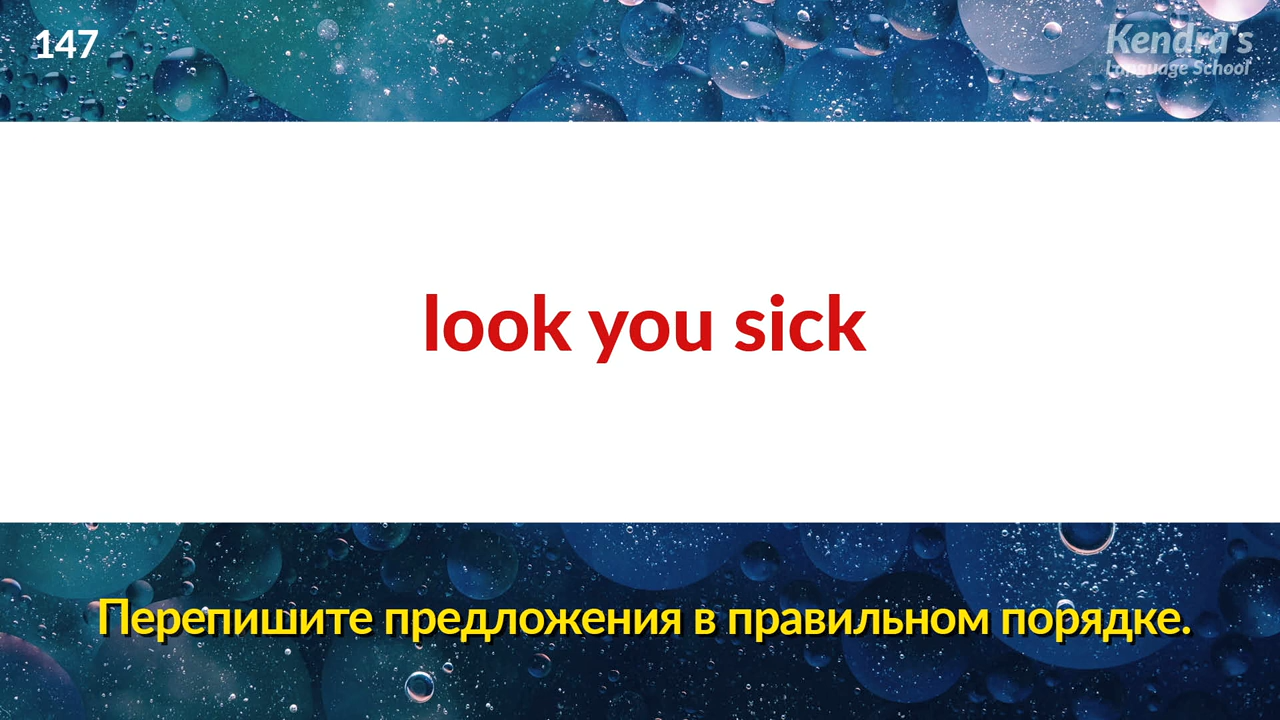 147
Kendra's
Language School
look you sick
Перепишите предложения в правильном порядке.